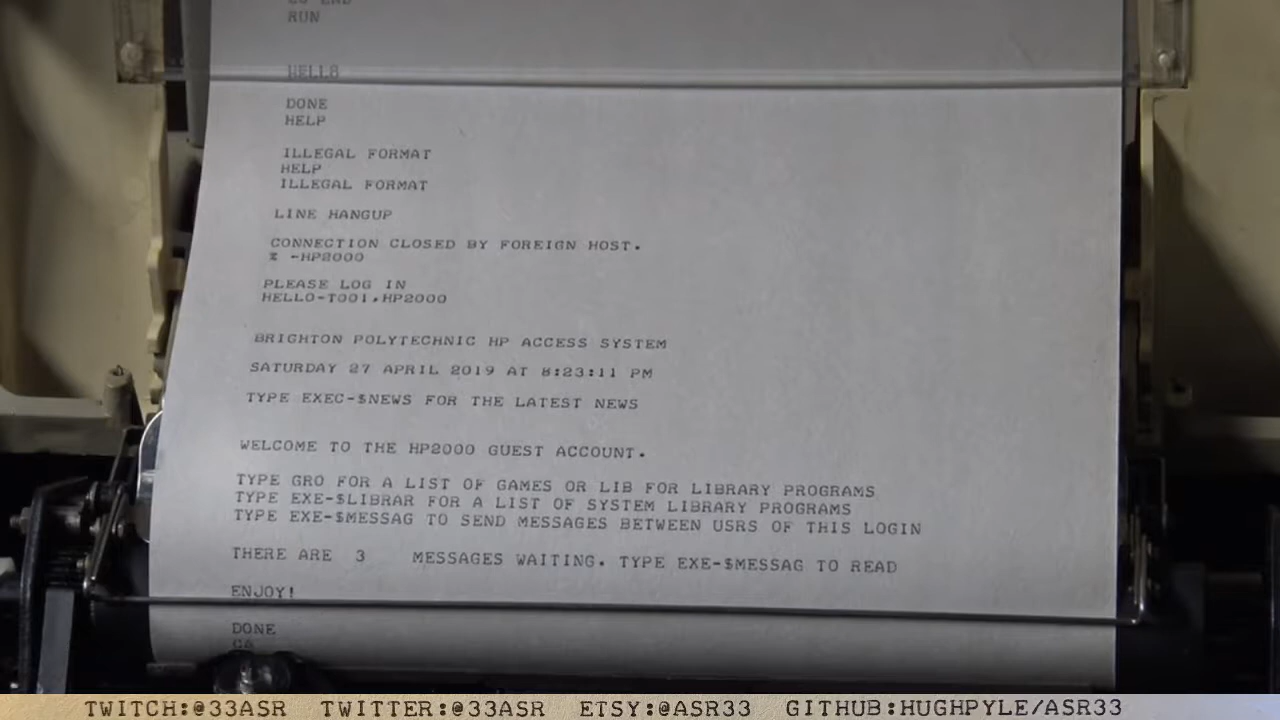 RUN
HELL8
DONE
HELP
ILLEGAL FORMAT
HELP
ILLEGAL FORMAT
LINE HANGUP
CONNECTION CLOSED BY FOREIGN HOST.
% -HP2000
PLEASE LOG IN
HELLO-T001,HP2000
BRIGHTON POLYTECHNIC HP ACCESS SYSTEM
SATURDAY 27 APRIL 2019 AT 8:23:11 PM
TYPE EXEC-$NEWS FOR THE LATEST NEWS
WELCOME TO THE HP2000 GUEST ACCOUNT.
TYPE GRO FOR A LIST OF GAMES OR LIB FOR LIBRARY PROGRAMS
TYPE EXE-$LIBRAR FOR A LIST OF SYSTEM LIBRARY PROGRAMS
TYPE EXE-$MESSAG TO SEND MESSAGES BETWEEN USRS OF THIS LOGIN
THERE ARE 3 MESSAGES WAITING. TYPE EXE-$MESSAG TO READ
ENJOY!
DONE
TWITCH:@33ASR TWITTER:@33ASR ETSY:@ASR33 GITHUB:HUGHPYLE/ASR33